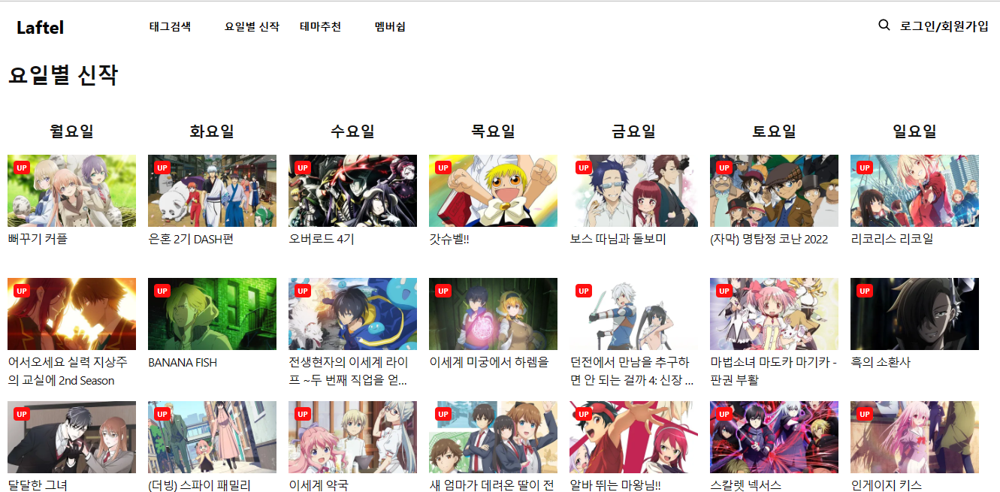 Laftel 태그검색 요일별 신작 테마추천 멤버쉽 로그인/회원가입
요일별 신작
월요일 화요일 수요일 목요일 금요일 토요일 일요일
UP UP UP UP UP UP UP
뻐꾸기 커플 은혼 2기 DASH편 오버로드 4기 갓슈벨!! 보스 따님과 돌보미 (자막) 명탐정 코난 2022 리코리스 리코일
UP UP UP UP UP UP UP
어서오세요 실력 지상주 BANANA FISH 전생현자의 이세계 라이 이세계 미궁에서 하렘을 던전에서 만남을 추구하 마법소녀 마도카 마기카 - 흑의 소환사
의 교실에 2nd Season 프 ~두 번째 직업을 얻... 면 안 되는 걸까 4: 신장 ... 판권 부활
UP UP UP UP UP UP UP
달달한 그녀 (더빙) 스파이 패밀리 이세계 약국 새 엄마가 데려온 딸이 전 알바 뛰는 마왕님!! 스칼렛 넥서스 인게이지 키스